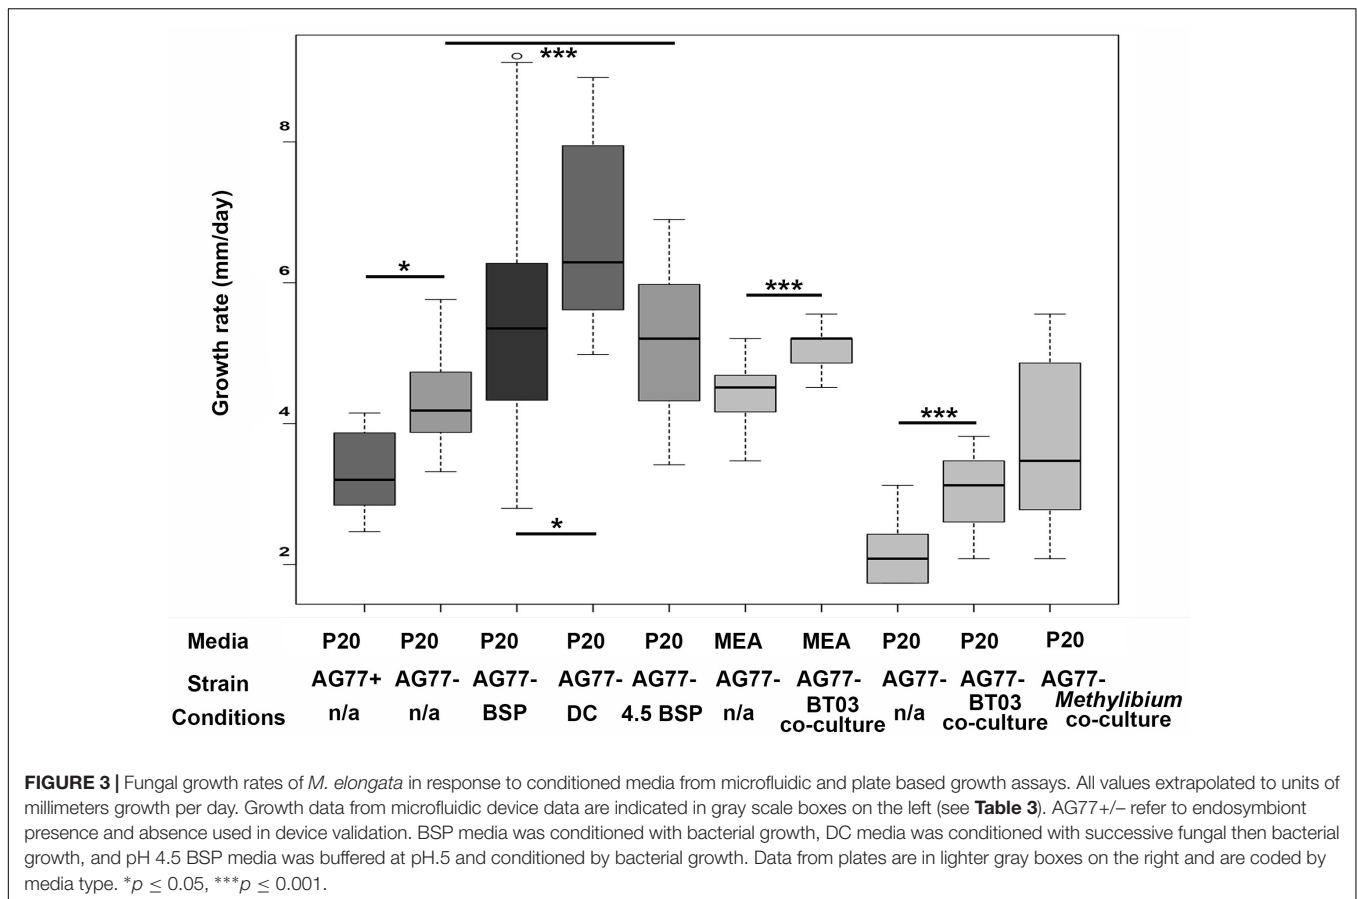 ***
8
*
6
***
Growth rate (mm/day)
4
***
*
2
Media P20 P20 P20 P20 P20 MEA MEA P20 P20 P20
Strain AG77+ AG77- AG77- AG77- AG77- AG77- AG77- AG77- AG77- AG77-
Conditions n/a n/a BSP DC 4.5 BSP n/a BT03 n/a BT03 Methylibium
co-culture co-culture co-culture
FIGURE 3 | Fungal growth rates of M. elongata in response to conditioned media from microfluidic and plate based growth assays. All values extrapolated to units of
millimeters growth per day. Growth data from microfluidic device data are indicated in gray scale boxes on the left (see Table 3). AG77+/– refer to endosymbiont
presence and absence used in device validation. BSP media was conditioned with bacterial growth, DC media was conditioned with successive fungal then bacterial
growth, and pH 4.5 BSP media was buffered at pH.5 and conditioned by bacterial growth. Data from plates are in lighter gray boxes on the right and are coded by
media type. *p ≤ 0.05, ***p ≤ 0.001.